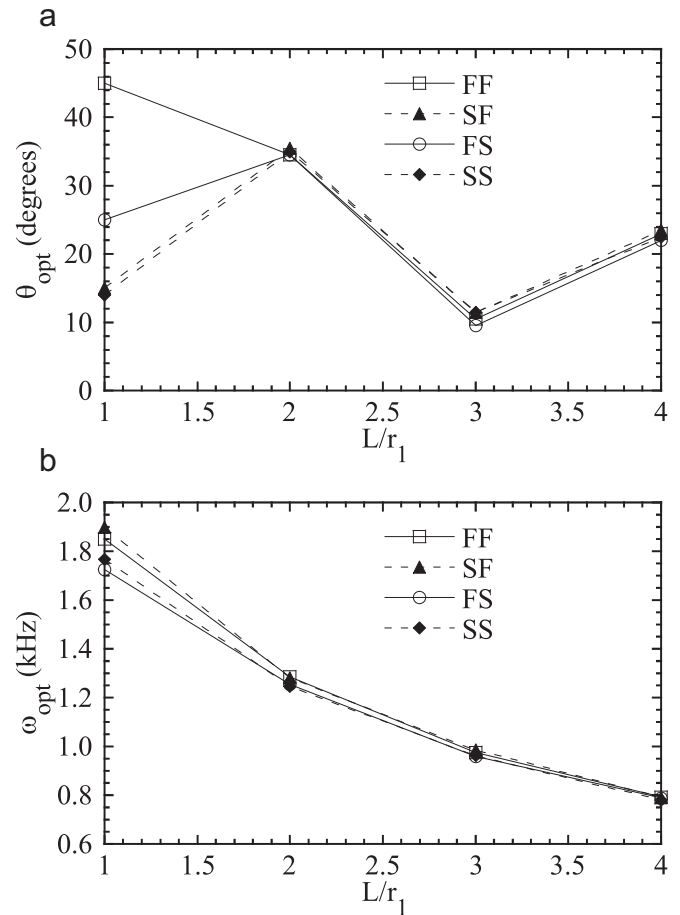 a
50
40
30
20
10
0
θopt (degrees)
FF
SF
FS
SS
1 1.5 2 2.5 3 3.5 4
L/r1
b
2.0
1.8
1.6
1.4
1.2
1.0
0.8
0.6
ωopt (kHz)
FF
SF
FS
SS
1 1.5 2 2.5 3 3.5 4
L/r1